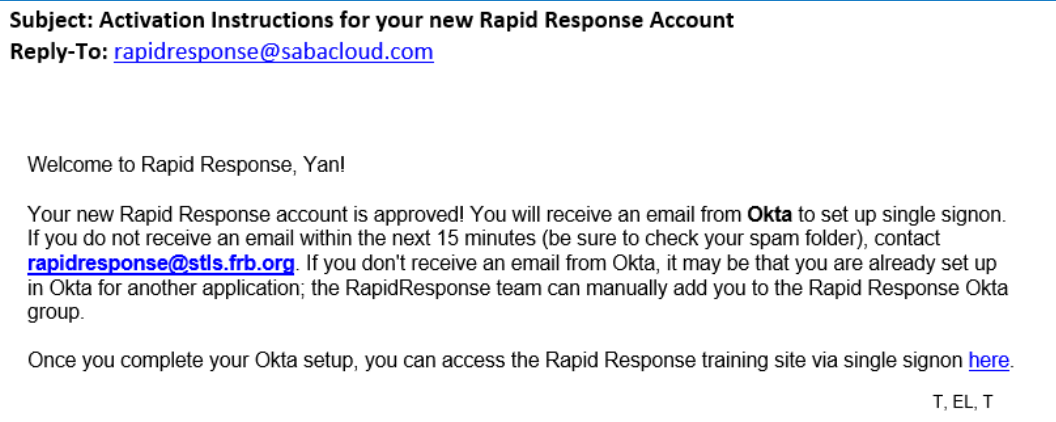 Subject: Activation Instructions for your new Rapid Response Account
Reply-To: rapidresponse@sabacloud.com
Welcome to Rapid Response, Yan!
Your new Rapid Response account is approved! You will receive an email from Okta to set up single signon.
If you do not receive an email within the next 15 minutes (be sure to check your spam folder), contact
rapidresponse@stls.frb.org. If you don't receive an email from Okta, it may be that you are already set up
in Okta for another application; the RapidResponse team can manually add you to the Rapid Response Okta
group.
Once you complete your Okta setup, you can access the Rapid Response training site via single signon here.
T, EL, T